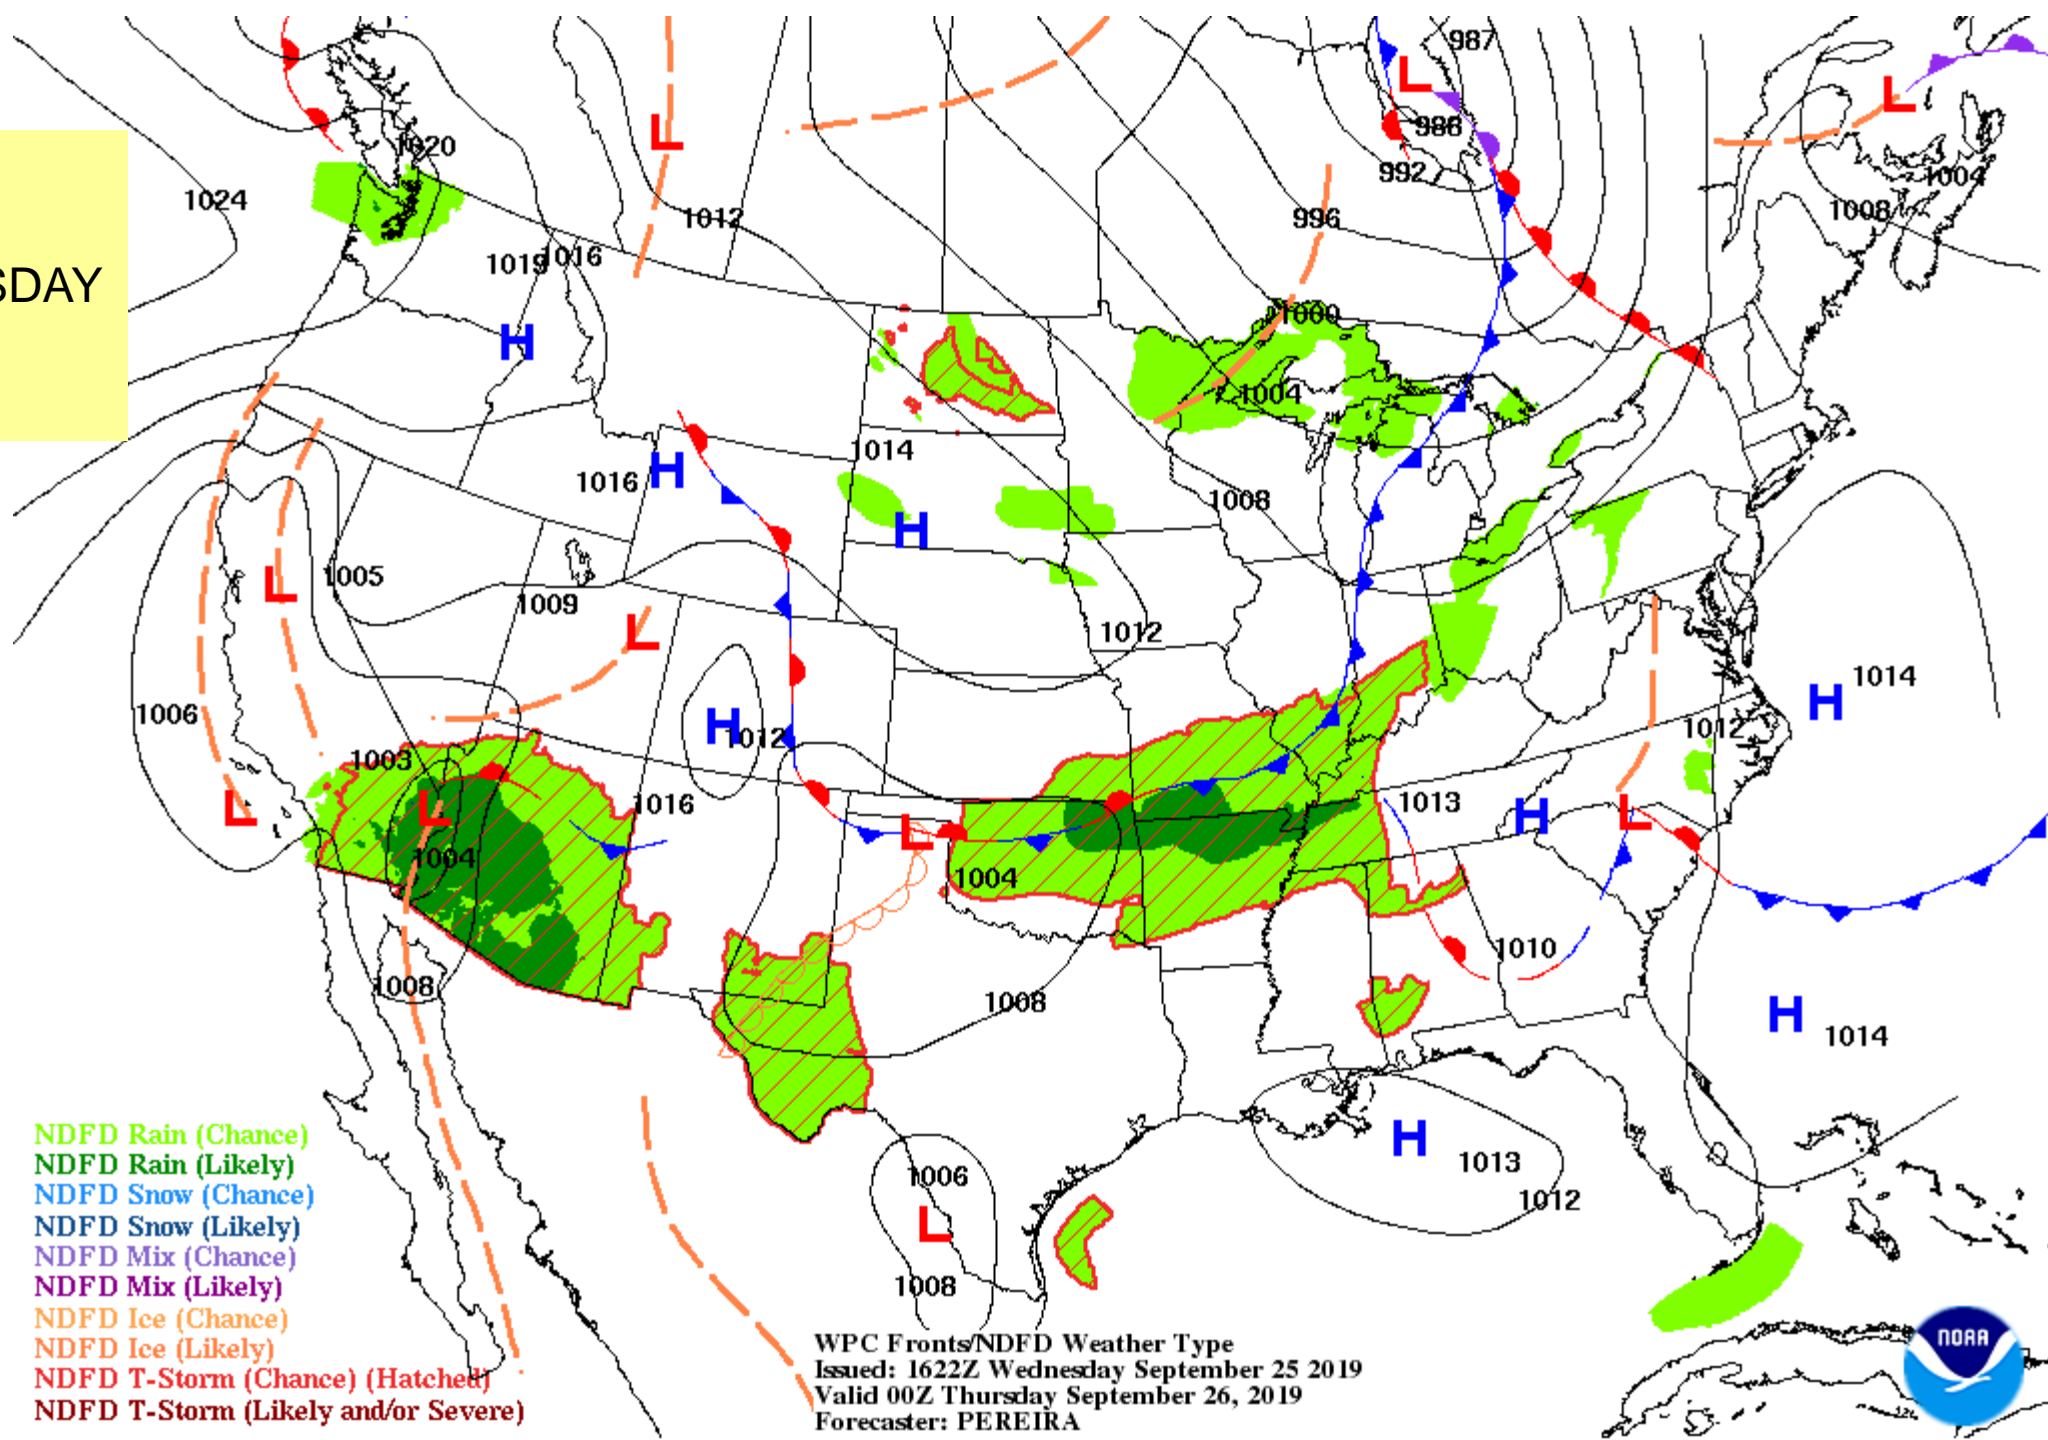 987
L
L
986
1020
L
992
1004
1024
1008
1012
996
1019
1016
SDAY
1000
H
1004
1014
H
1016
1008
H
1005
L
1009
1012
L
1014
H
1006
1012
H
1012
1003
1016
1013
H
L
L
L
L
1004
1004
1010
1008
1008
H
1014
NDFD Rain (Chance)
H
NDFD Rain (Likely)
1013
1006
NDFD Snow (Chance)
1012
NDFD Snow (Likely)
L
NDFD Mix (Chance)
NDFD Mix (Likely)
1008
NDFD Ice (Chance)
NDFD Ice (Likely)
NDFD T-Storm (Chance) (Hatched)
NDFD T-Storm (Likely and/or Severe)
WPC Fronts/NDFD Weather Type
Issued: 1622Z Wednesday September 25 2019
Valid 00Z Thursday September 26, 2019
Forecaster: PEREIRA
NOAA